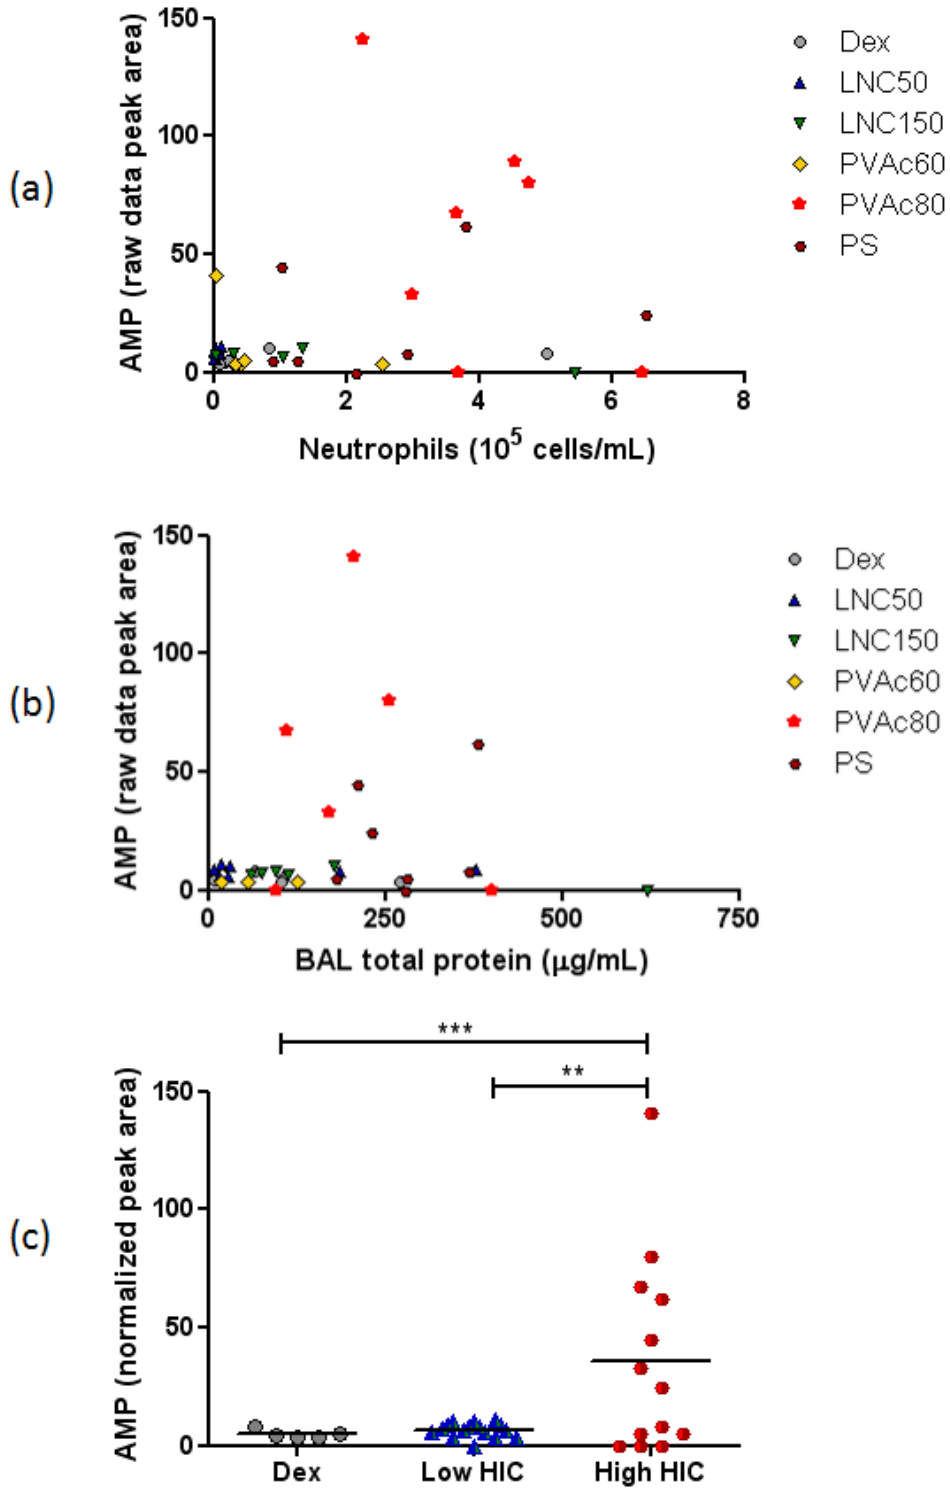 (a)
AMP (raw data peak area)
150
100
50
0
0 2 4 6 8
Neutrophils (10⁵ cells/mL)
Dex
LNC50
LNC150
PVAc60
PVAc80
PS
(b)
AMP (raw data peak area)
150
100
50
0
0 250 500 750
BAL total protein (μg/mL)
Dex
LNC50
LNC150
PVAc60
PVAc80
PS
(c)
AMP (normalized peak area)
150
100
50
0
***
**
Dex Low HIC High HIC